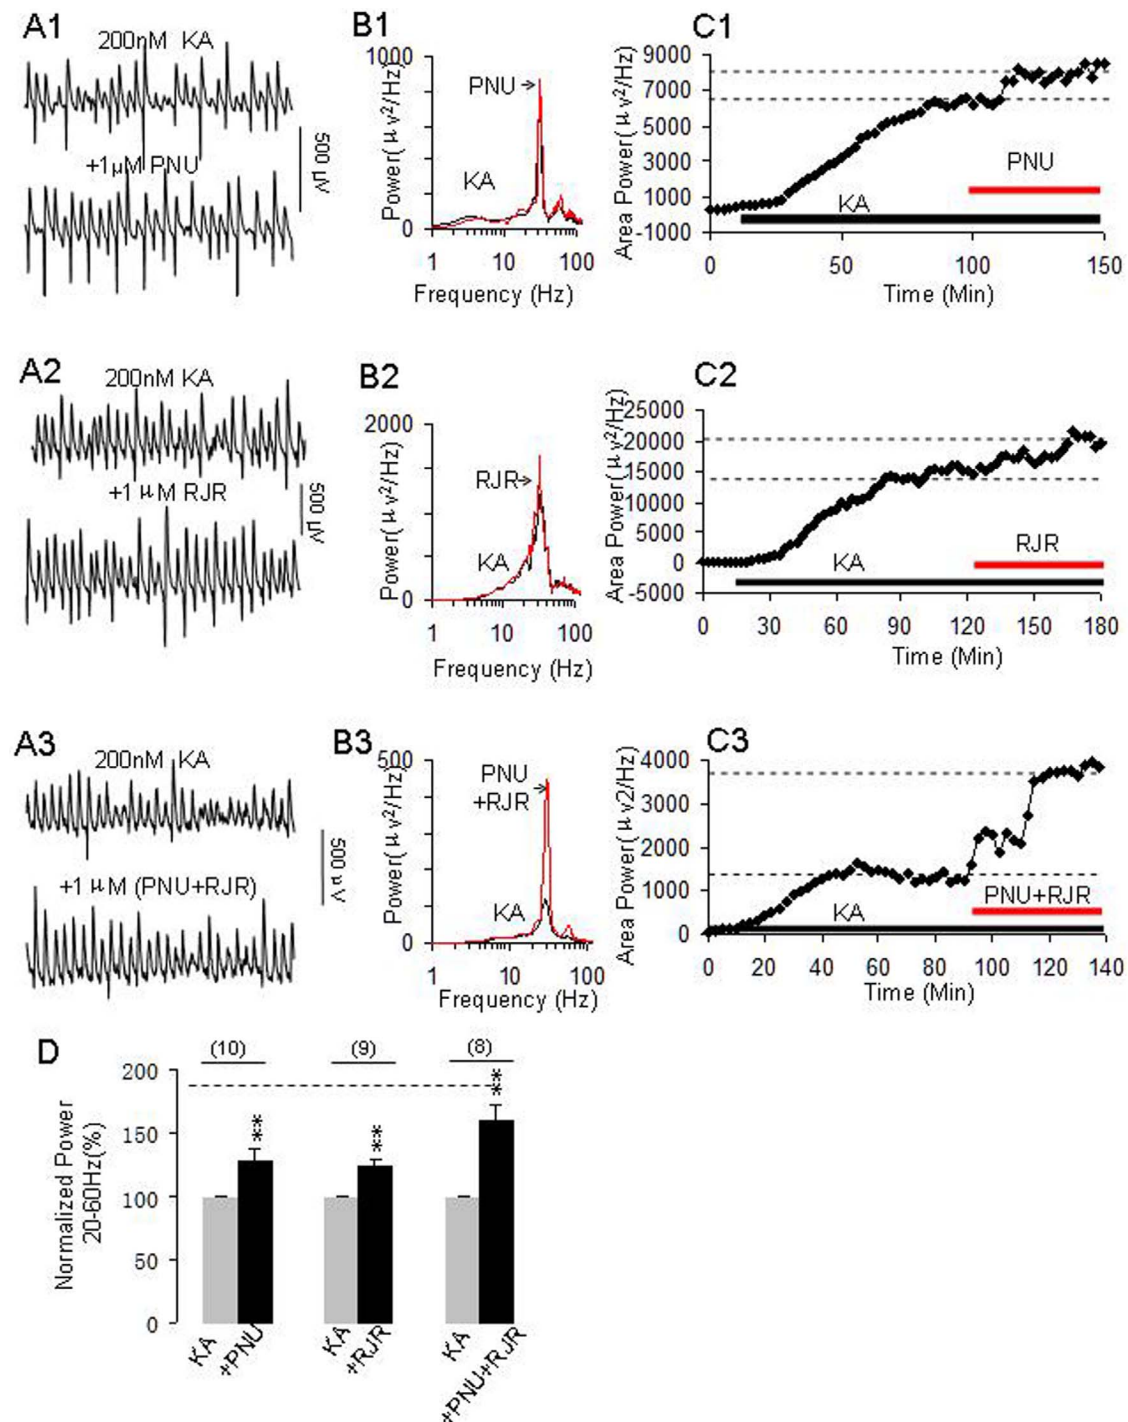 A1
200nM KA
+1μM PNU
500 μV
B1
1000
0
Power(μv²/Hz)
PNU
KA
1 10 100
Frequency (Hz)
C1
9000
7000
5000
3000
1000
-1000
Area Power(μv²/Hz)
PNU
KA
0 50 100 150
Time (Min)
A2
200nM KA
+1μM RJR
500 μV
B2
2000
0
Power(μv²/Hz)
RJR
KA
1 10 100
Frequency (Hz)
C2
25000
20000
15000
10000
5000
0
-5000
Area Power(μv²/Hz)
RJR
KA
0 30 60 90 120 150 180
Time (Min)
A3
200nM KA
+1μM (PNU+RJR)
500 μV
B3
500
0
Power(μv²/Hz)
PNU
+RJR
KA
1 10 100
Frequency (Hz)
C3
4000
3000
2000
1000
0
Area Power(μv2/Hz)
PNU+RJR
KA
0 20 40 60 80 100 120 140
Time (Min)
D
(10) (9) (8)
200
150
100
50
0
Normalized Power
20-60Hz(%)
** ** **
KA +PNU KA +RJR KA +PNU+RJR